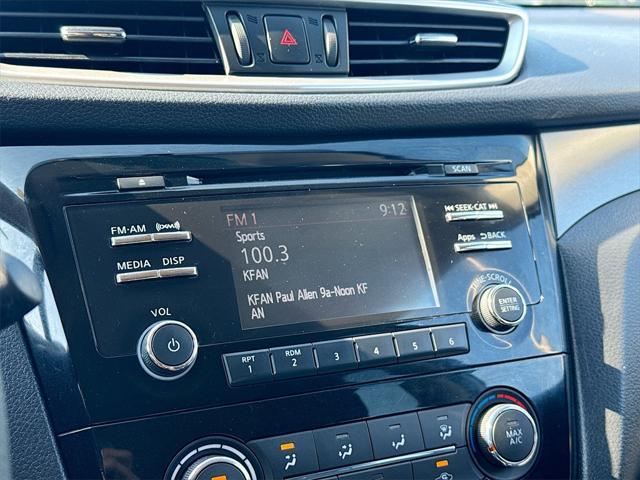 SCAN
FM·AM
MEDIA DISP
VOL
FM 1 9:12
Sports
100.3
KFAN
KFAN Paul Allen 9a-Noon KF
AN
SEEK·CAT
Apps BACK
TUNE·SCROLL
ENTER
SETTING
RPT
1
RDM
2
3
4
5
6
MAX
A/C